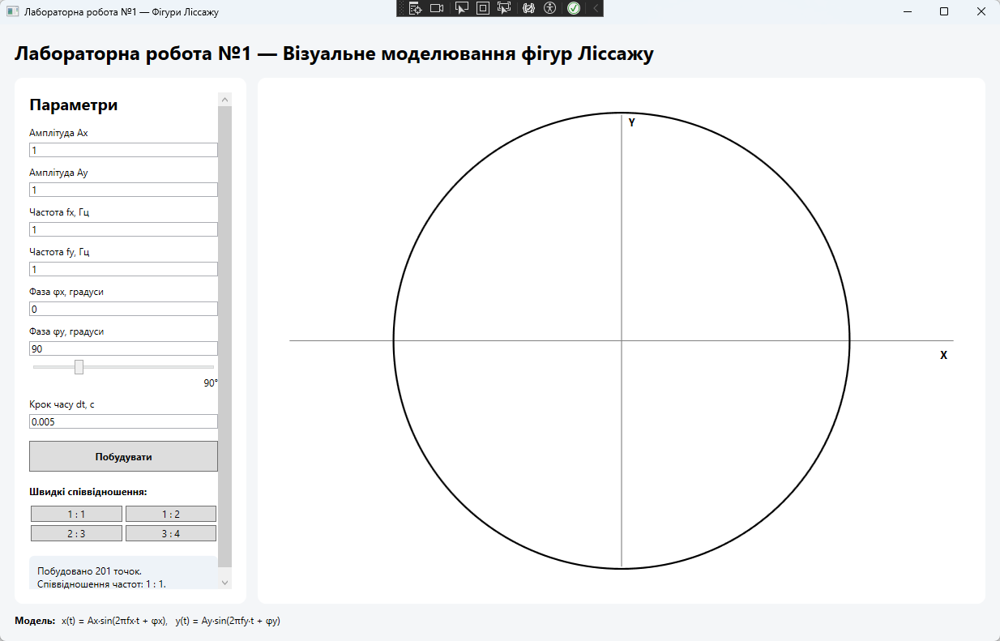 Лабораторна робота №1 — Фігури Ліссажу
Лабораторна робота №1 — Візуальне моделювання фігур Ліссажу
Параметри
Амплітуда Ax
1
Амплітуда Ay
1
Частота fx, Гц
1
Частота fy, Гц
1
Фаза φx, градуси
0
Фаза φy, градуси
90
90°
Крок часу dt, с
0.005
Побудувати
Швидкі співвідношення:
1 : 1
1 : 2
2 : 3
3 : 4
Побудовано 201 точок.
Співвідношення частот: 1 : 1.
Y
X
Модель: x(t) = Ax·sin(2πfx·t + φx), y(t) = Ay·sin(2πfy·t + φy)